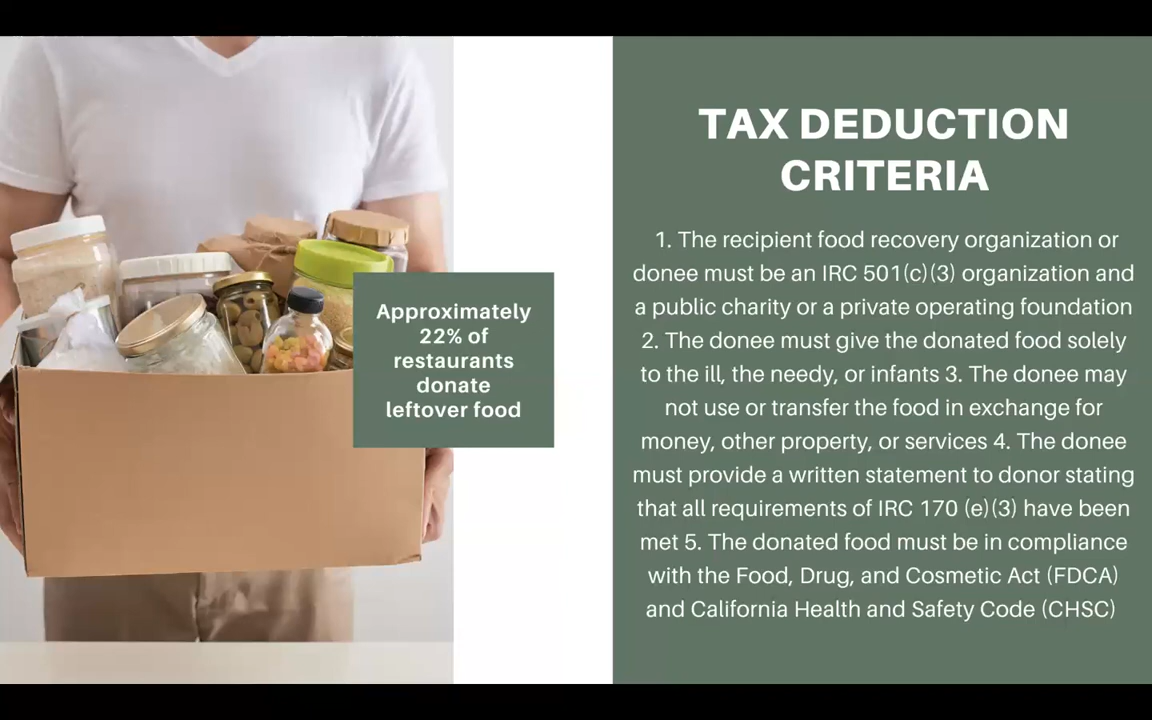 Approximately
22% of
restaurants
donate
leftover food
TAX DEDUCTION
CRITERIA
1. The recipient food recovery organization or
donee must be an IRC 501(c)(3) organization and
a public charity or a private operating foundation
2. The donee must give the donated food solely
to the ill, the needy, or infants 3. The donee may
not use or transfer the food in exchange for
money, other property, or services 4. The donee
must provide a written statement to donor stating
that all requirements of IRC 170 (e)(3) have been
met 5. The donated food must be in compliance
with the Food, Drug, and Cosmetic Act (FDCA)
and California Health and Safety Code (CHSC)